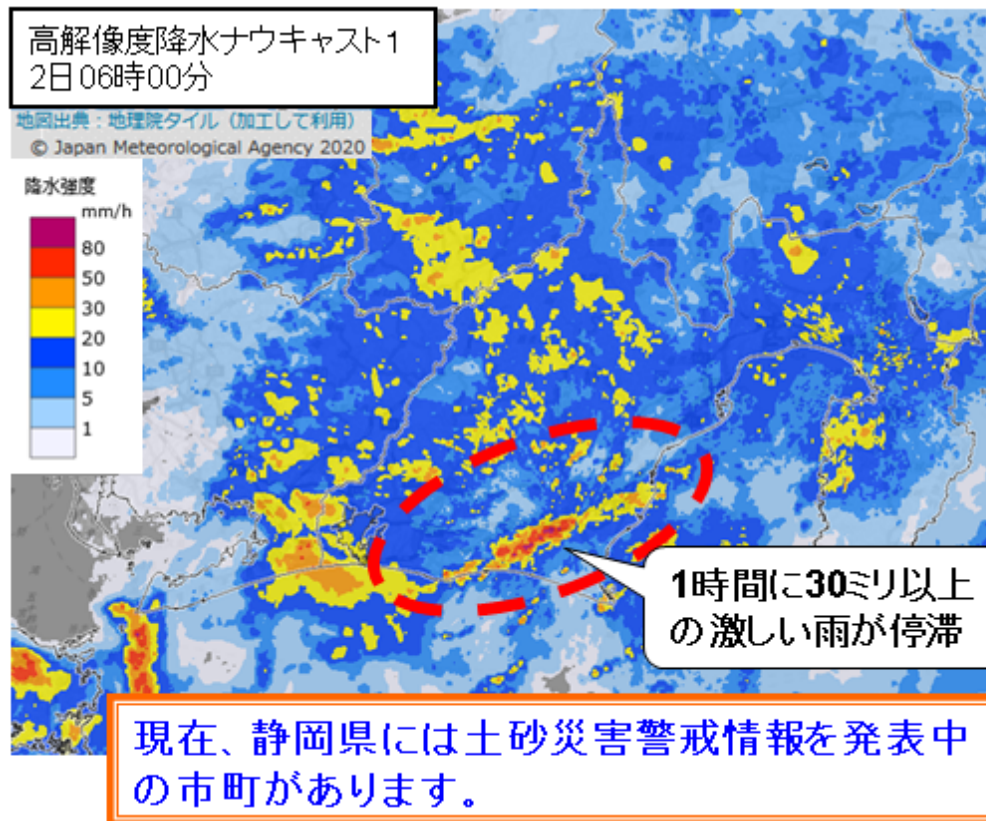 高解像度降水ナウキャスト1
2日06時00分
地図出典：地理院タイル（加工して利用）
© Japan Meteorological Agency 2020
降水強度
mm/h
80
50
30
20
10
5
1
1時間に30ミリ以上
の激しい雨が停滞
現在、静岡県には土砂災害警戒情報を発表中
の市町があります。